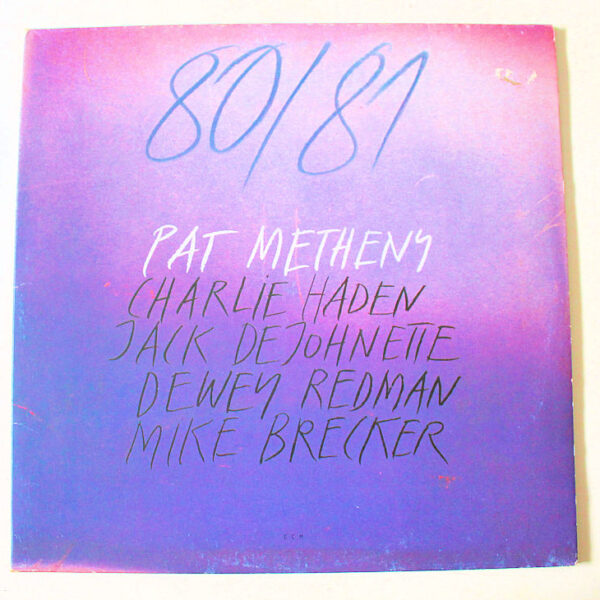 80/81
PAT METHENY
CHARLIE HADEN
JACK DEJOHNETTE
DEWEY REDMAN
MIKE BRECKER
ECM